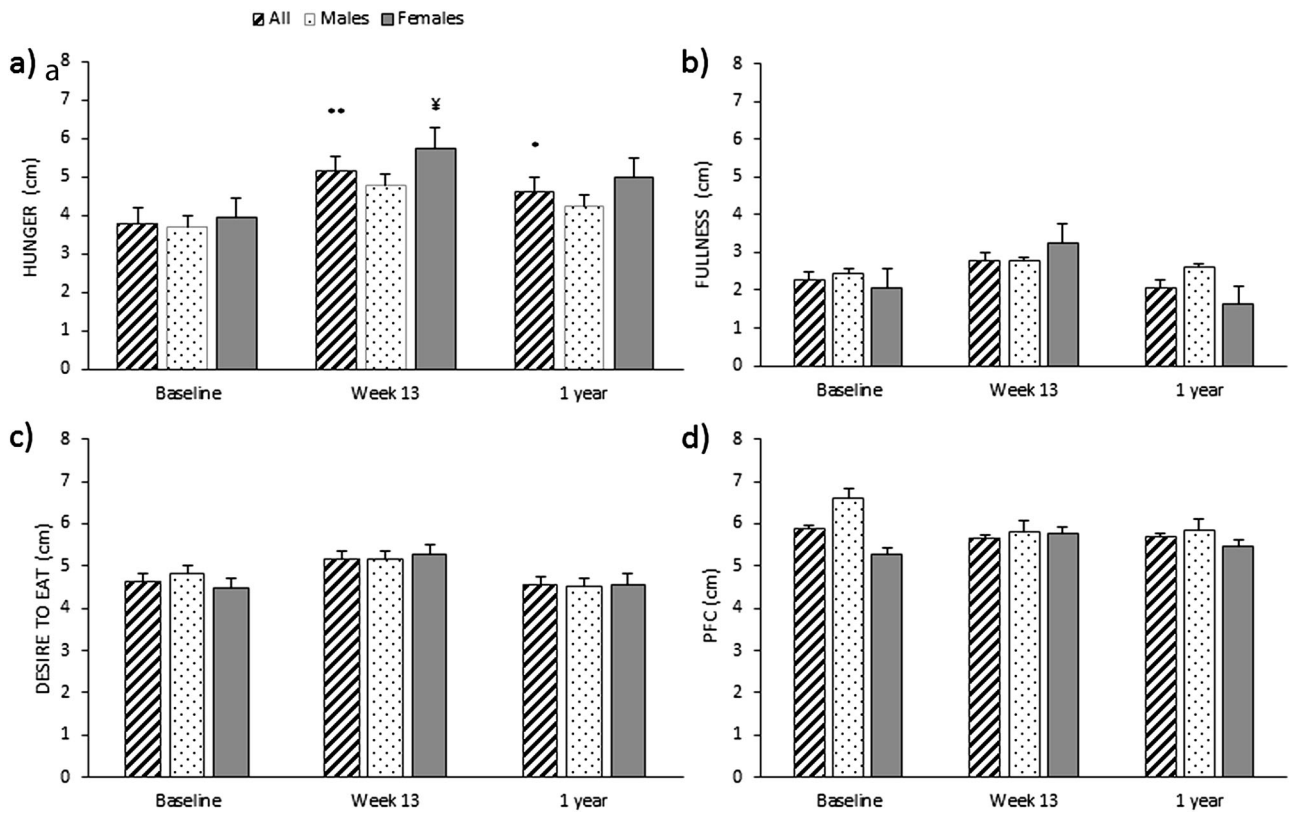 All Males Females
a) a
8
7
6
5
4
3
2
1
0
HUNGER (cm)
** ¥ *
Baseline Week 13 1 year
b)
8
7
6
5
4
3
2
1
0
FULLNESS (cm)
Baseline Week 13 1 year
c)
8
7
6
5
4
3
2
1
0
DESIRE TO EAT (cm)
Baseline Week 13 1 year
d)
8
7
6
5
4
3
2
1
0
PFC (cm)
Baseline Week 13 1 year